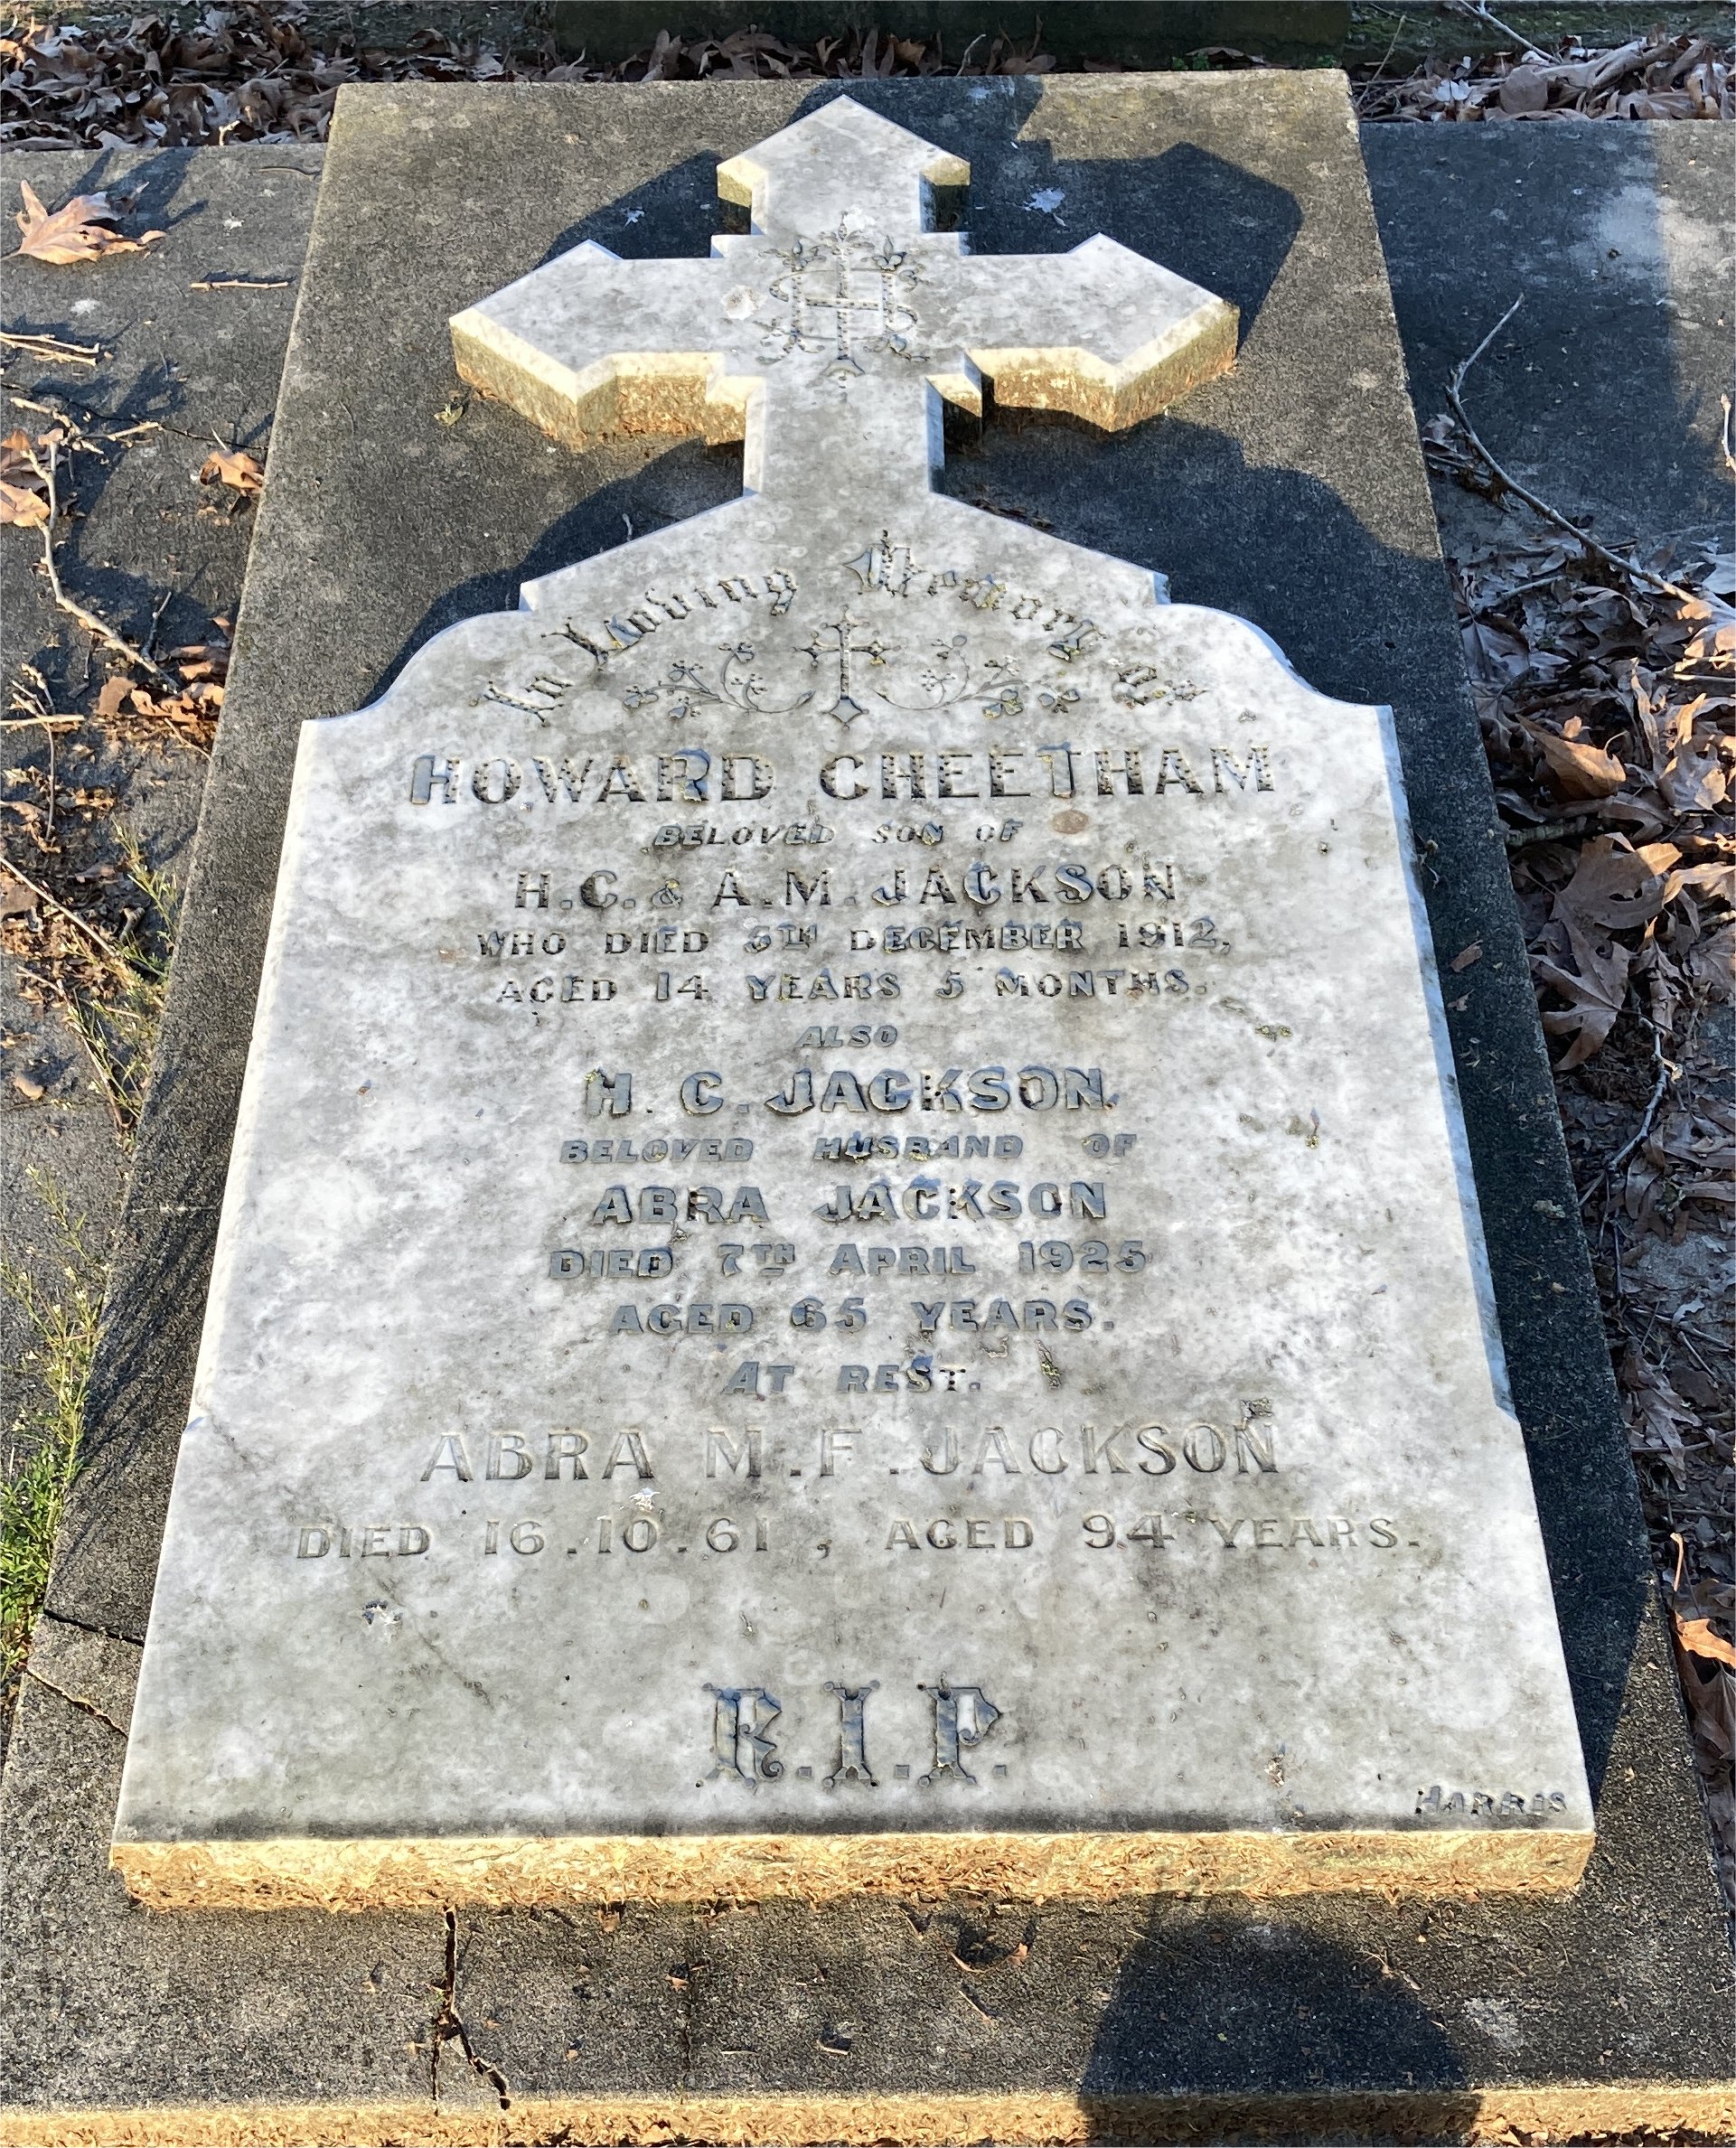 IHS
In Loving Memory of
HOWARD CHEETHAM
BELOVED SON OF
H.C. & A.M. JACKSON
WHO DIED 5TH DECEMBER 1912,
AGED 14 YEARS 5 MONTHS.
ALSO
H.C. JACKSON.
BELOVED HUSBAND OF
ABRA JACKSON
DIED 7TH APRIL 1925
AGED 65 YEARS.
AT REST.
ABRA M.F. JACKSON
DIED 16.10.61, AGED 94 YEARS.
R.I.P.
HARRIS